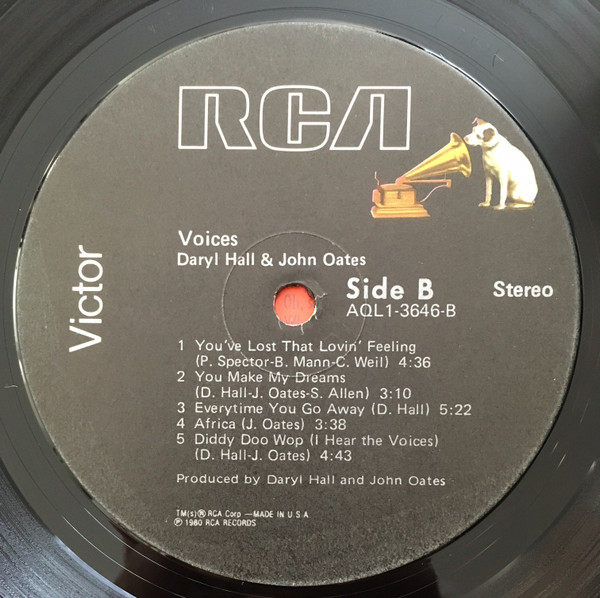 RCA
Victor
Voices
Daryl Hall & John Oates
Side B
Stereo
AQL1-3646-B
1 You've Lost That Lovin' Feeling
(P. Spector-B. Mann-C. Weil) 4:36
2 You Make My Dreams
(D. Hall-J. Oates-S. Allen) 3:10
3 Everytime You Go Away (D. Hall) 5:22
4 Africa (J. Oates) 3:38
5 Diddy Doo Wop (I Hear the Voices)
(D. Hall-J. Oates) 4:43
Produced by Daryl Hall and John Oates
TM(s)® RCA Corp —MADE IN U.S.A.
℗ 1980 RCA RECORDS